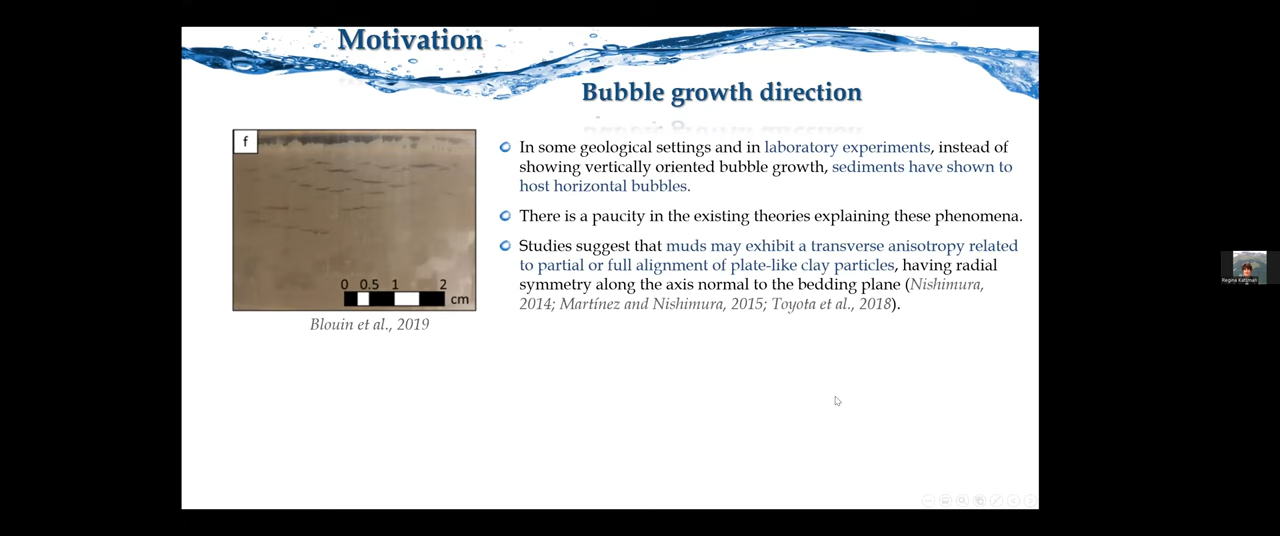 Motivation
Bubble growth direction
f
0 0.5 1 2
cm
Blouin et al., 2019
In some geological settings and in laboratory experiments, instead of
showing vertically oriented bubble growth, sediments have shown to
host horizontal bubbles.
There is a paucity in the existing theories explaining these phenomena.
Studies suggest that muds may exhibit a transverse anisotropy related
to partial or full alignment of plate-like clay particles, having radial
symmetry along the axis normal to the bedding plane (Nishimura,
2014; Martínez and Nishimura, 2015; Toyota et al., 2018).
Regina Katsman